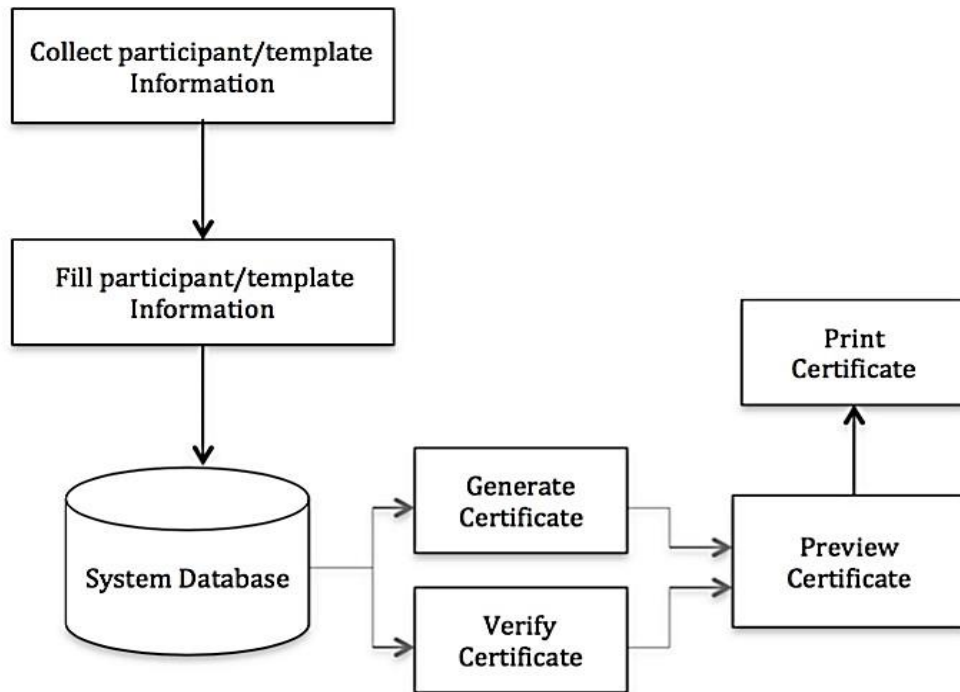 Collect participant/template
Information
Fill participant/template
Information
Print
Certificate
Generate
Certificate
System Database
Preview
Certificate
Verify
Certificate